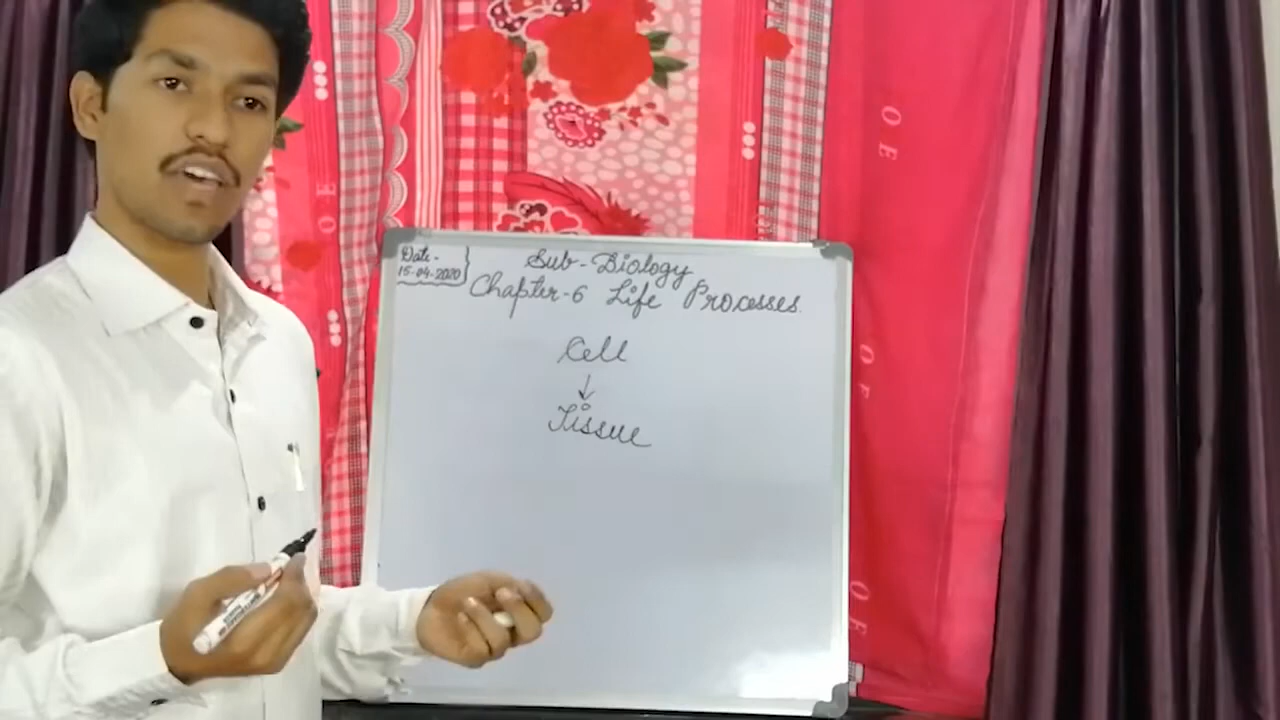 Date-
15-04-2020
Sub-Biology
Chapter-6 Life Processes.
Cell
↓
Tissue